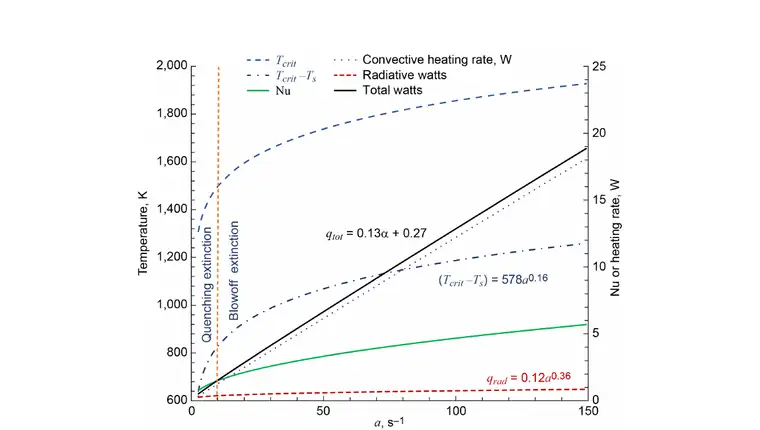 T_crit
T_crit –T_s
Nu
Convective heating rate, W
Radiative watts
Total watts
2,000
1,800
1,600
1,400
1,200
1,000
800
600
Temperature, K
25
20
15
10
5
0
Nu or heating rate, W
Quenching extinction
Blowoff extinction
q_tot = 0.13α + 0.27
(T_crit –T_s) = 578a^0.16
q_rad = 0.12a^0.36
0
50
100
150
a, s^–1